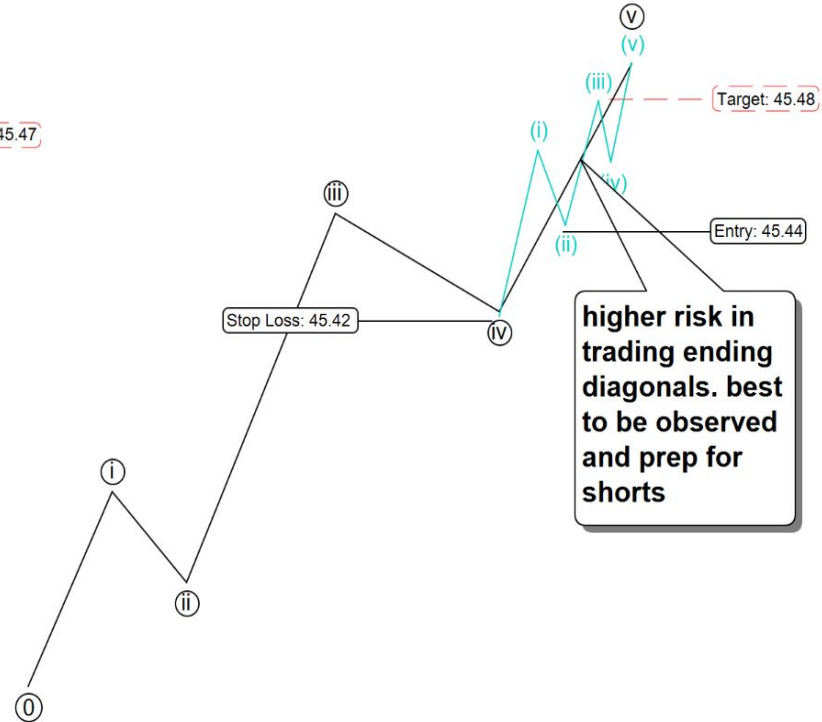 ⓥ
(v)
(iii)
Target: 45.48
45.47
(i)
ⓘⓘⓘ
(iv)
Entry: 45.44
(ii)
Stop Loss: 45.42
ⓘⓥ
higher risk in
trading ending
diagonals. best
to be observed
and prep for
shorts
ⓘ
ⓘⓘ
⓪